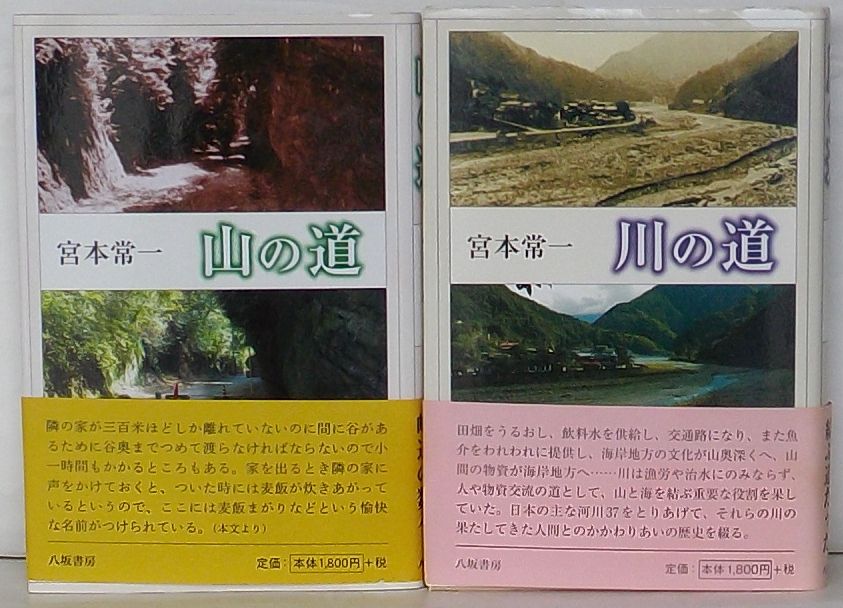 宮本常一 山の道
隣の家が三百米ほどしか離れていないのに間に谷があ
るために谷奥までつめて渡らなければならないので小
一時間もかかるところもある。家を出るとき隣の家に
声をかけておくと、ついた時には麦飯が炊きあがって
いるというので、ここには麦飯まがりなどという愉快
な名前がつけられている。(本文より)
八坂書房 定価:本体1,800円+税
宮本常一 川の道
田畑をうるおし、飲料水を供給し、交通路になり、また魚
介をわれわれに提供し、海岸地方の文化が山奥深くへ、山
間の物資が海岸地方へ……川は漁労や治水にのみならず、
人や物資交流の道として、山と海を結ぶ重要な役割を果し
ていた。日本の主な河川37をとりあげて、それらの川の
果たしてきた人間とのかかわりあいの歴史を綴る。
八坂書房 定価:本体1,800円+税